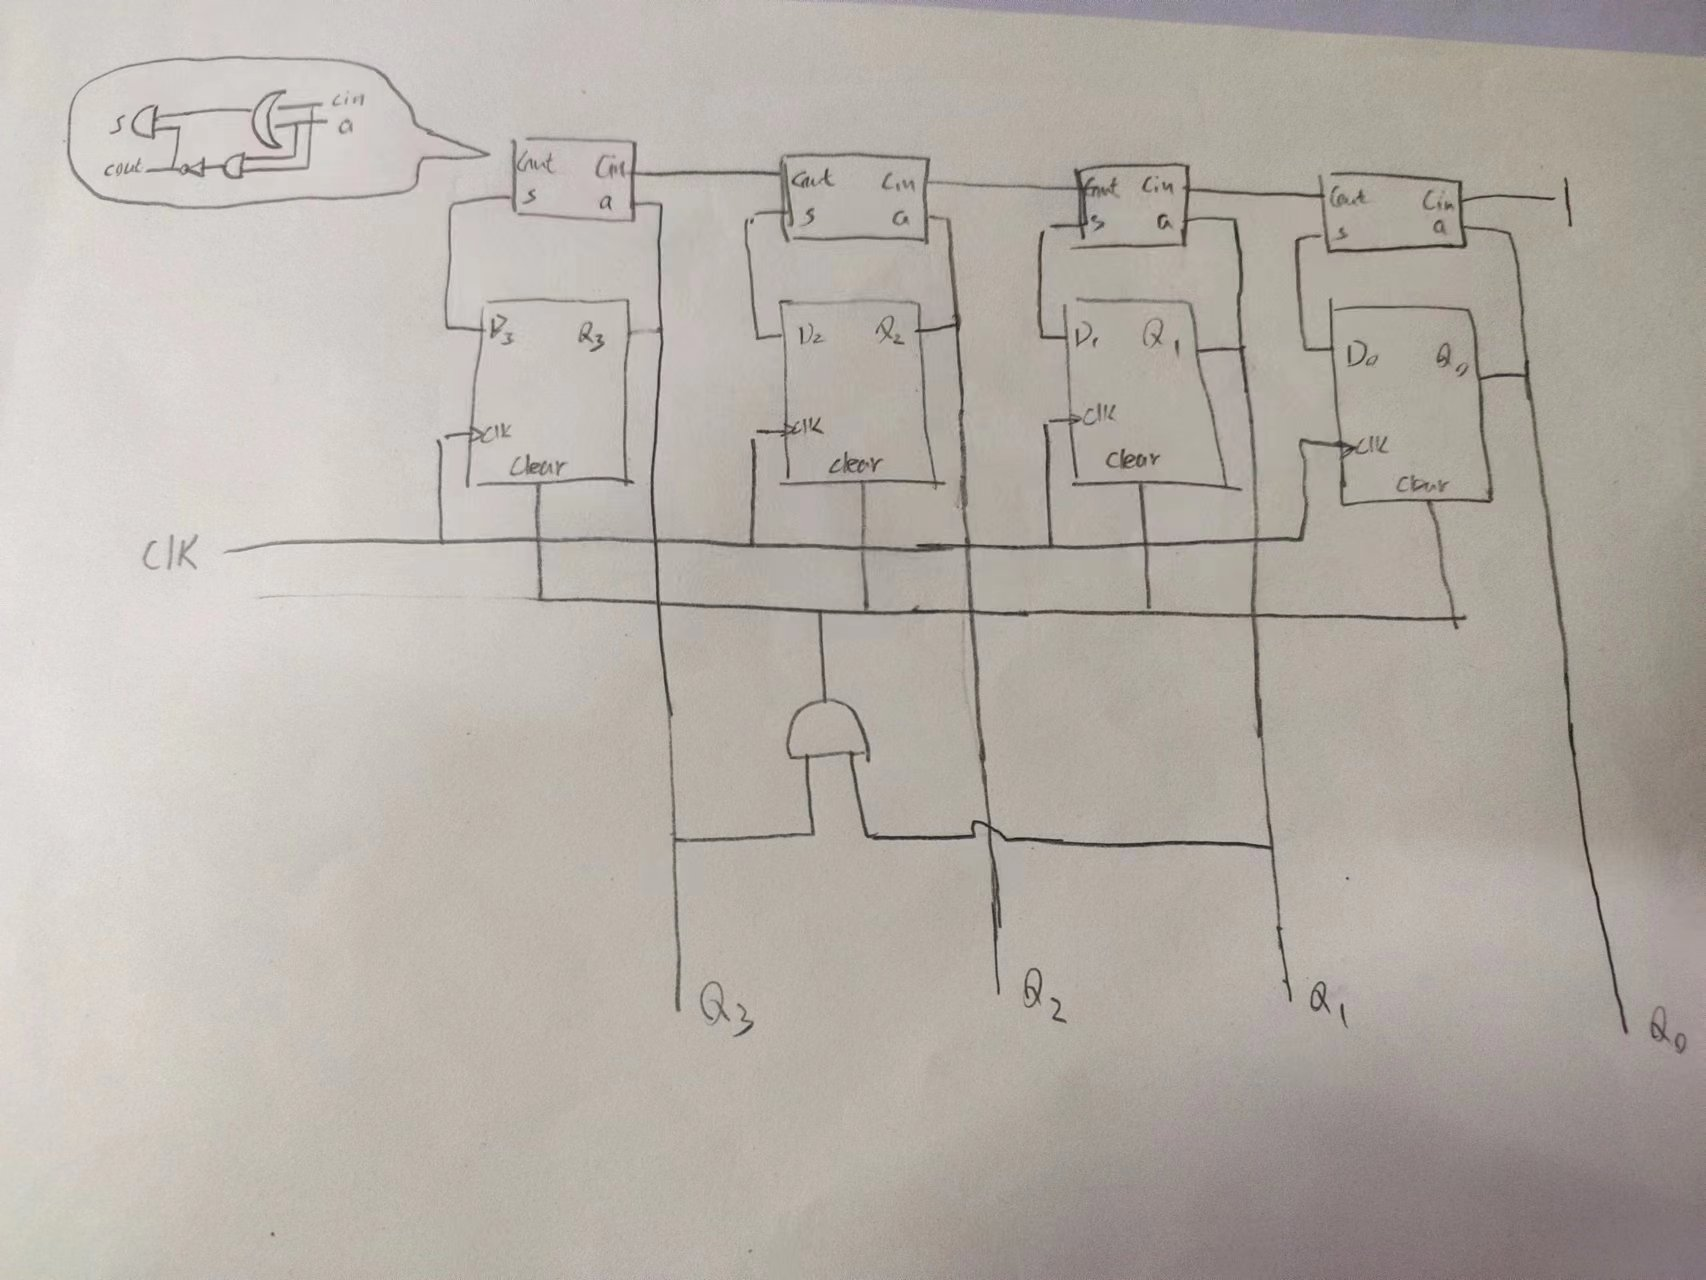 cin
s a
cout
Cout Cin Cout Cin Cout Cin Cout Cin 1
s a s a s a s a
D3 Q3 D2 Q2 D1 Q1 D0 Q0
clk clk clk clk
clear clear clear clear
ClK
Q3 Q2 Q1 Q0